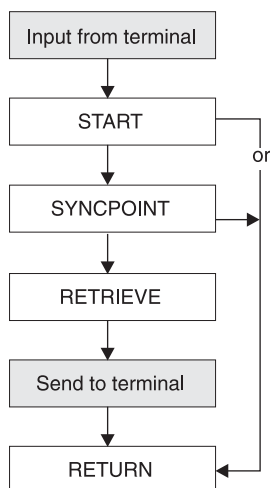 Input from terminal
START
or
SYNCPOINT
RETRIEVE
Send to terminal
RETURN